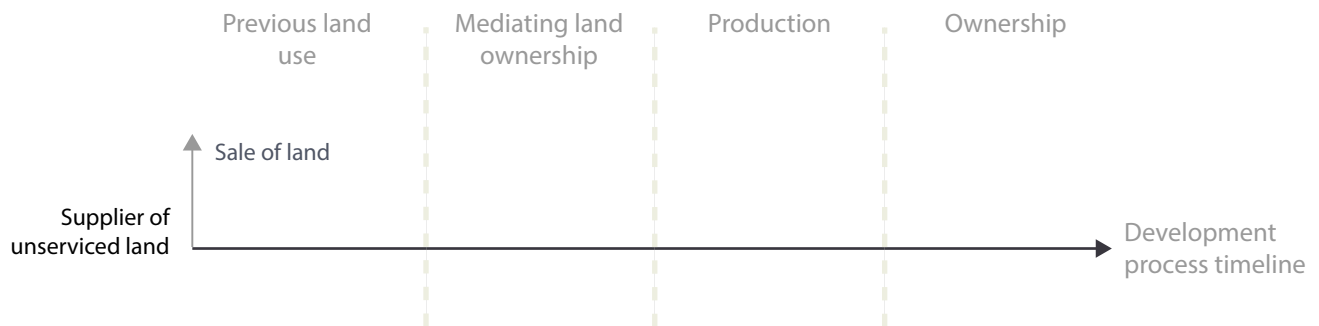 Previous land
use
Mediating land
ownership
Production
Ownership
Sale of land
Supplier of
unserviced land
Development
process timeline